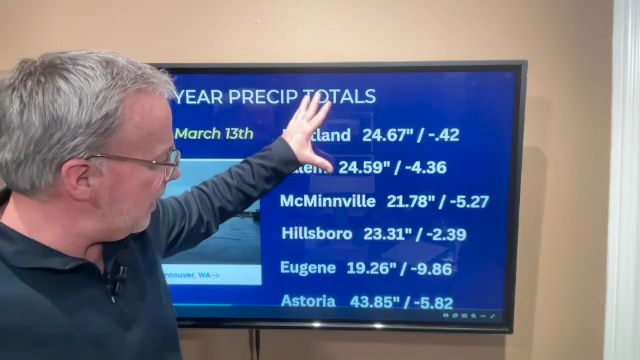 YEAR PRECIP TOTALS
March 13th
24.67" / -.42
24.59" / -4.36
McMinnville 21.78" / -5.27
Hillsboro 23.31" / -2.39
Eugene 19.26" / -9.86
Astoria 43.85" / -5.82
WA→